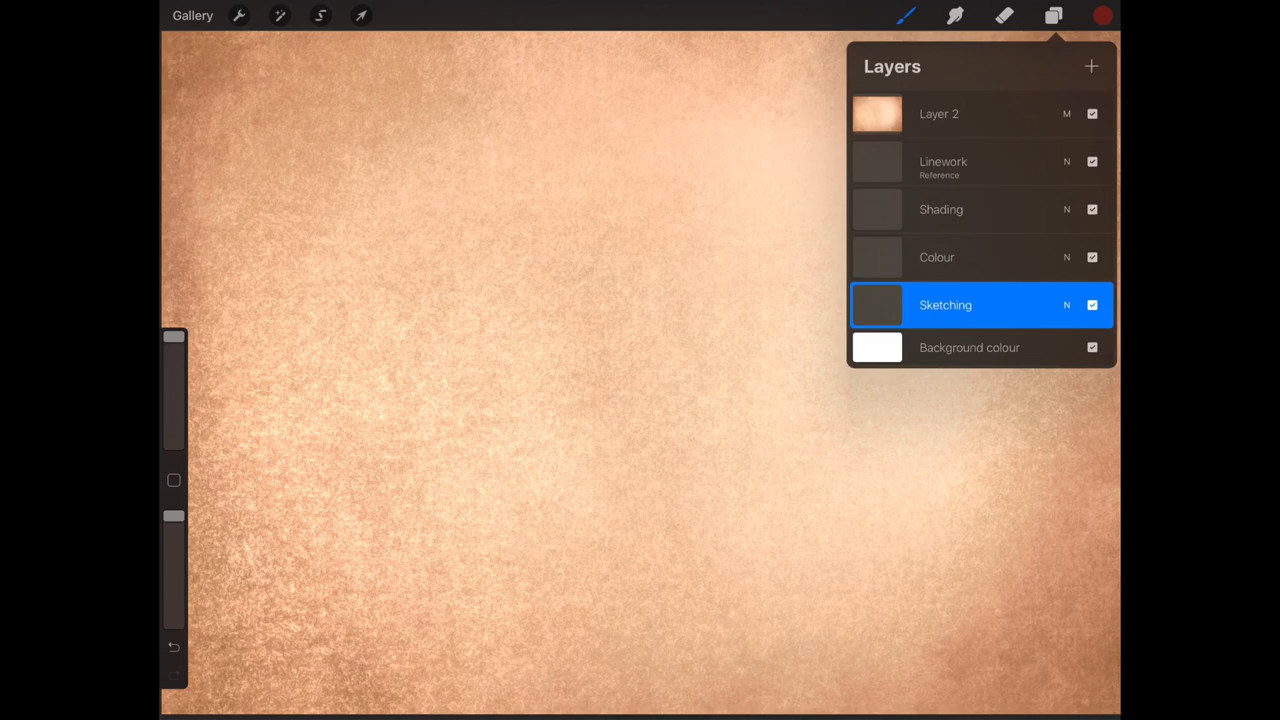 Gallery
Layers
Layer 2 M
Linework N
Reference
Shading N
Colour N
Sketching N
Background colour